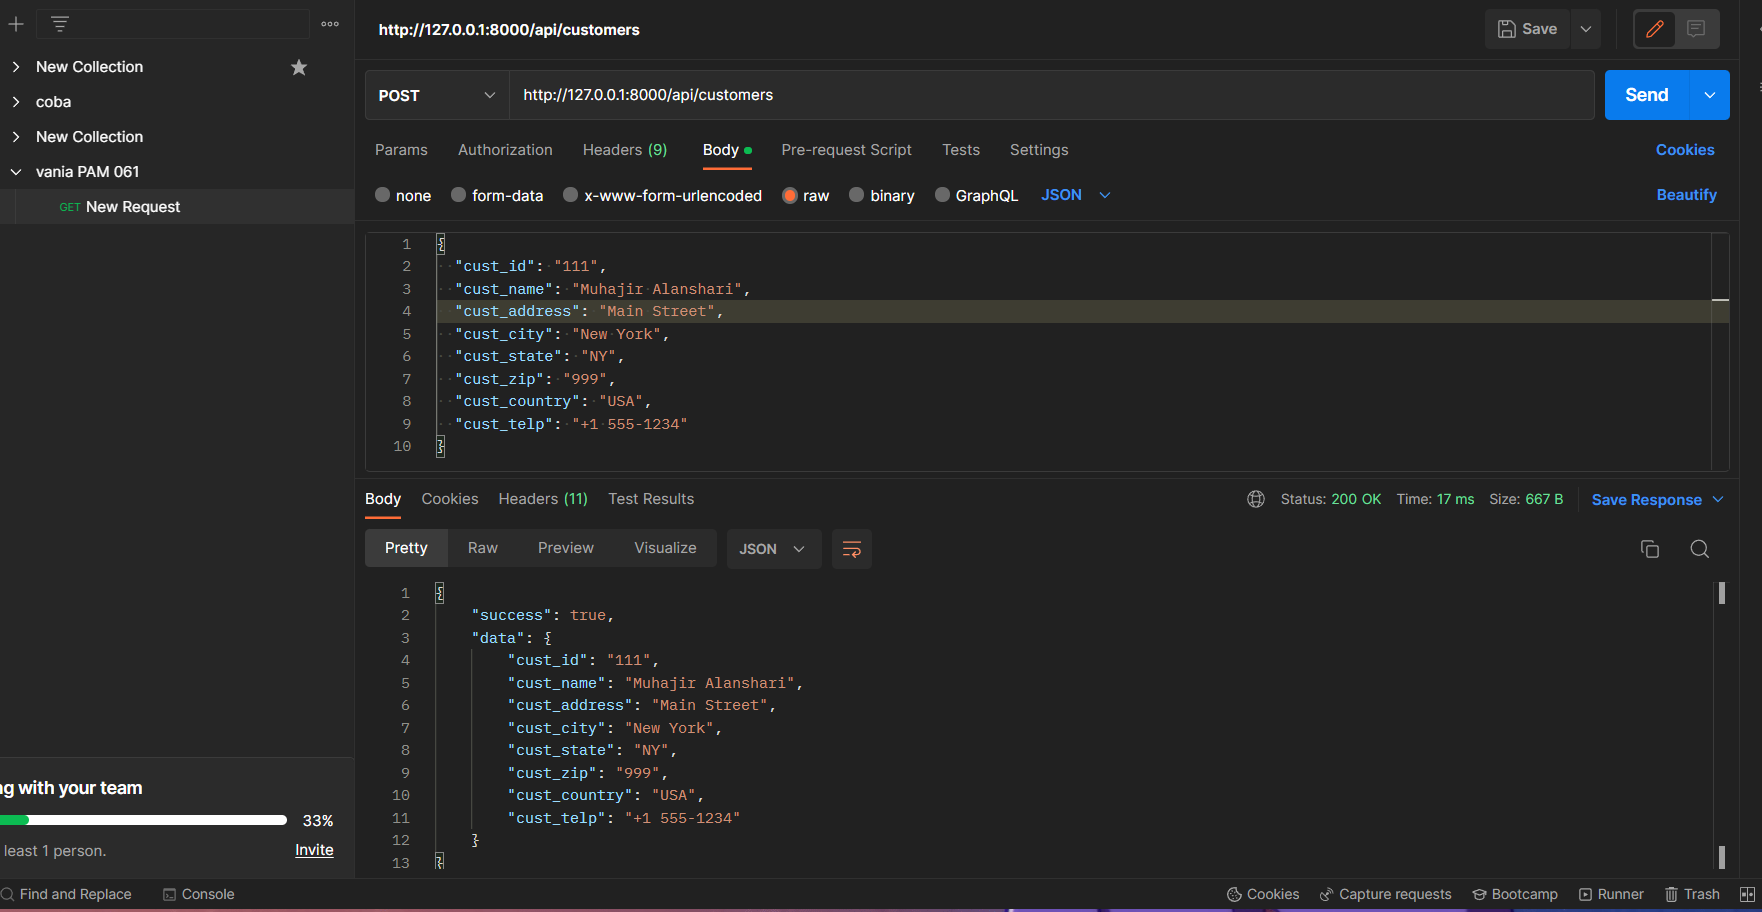 http://127.0.0.1:8000/api/customers
Save
New Collection
coba
New Collection
vania PAM 061
GET New Request
POST
http://127.0.0.1:8000/api/customers
Send
Params Authorization Headers (9) Body Pre-request Script Tests Settings Cookies
none form-data x-www-form-urlencoded raw binary GraphQL JSON Beautify
1 {
2 "cust_id": "111",
3 "cust_name": "Muhajir Alanshari",
4 "cust_address": "Main Street",
5 "cust_city": "New York",
6 "cust_state": "NY",
7 "cust_zip": "999",
8 "cust_country": "USA",
9 "cust_telp": "+1 555-1234"
10 }
Body Cookies Headers (11) Test Results Status: 200 OK Time: 17 ms Size: 667 B Save Response
Pretty Raw Preview Visualize JSON
1 {
2 "success": true,
3 "data": {
4 "cust_id": "111",
5 "cust_name": "Muhajir Alanshari",
6 "cust_address": "Main Street",
7 "cust_city": "New York",
8 "cust_state": "NY",
9 "cust_zip": "999",
10 "cust_country": "USA",
11 "cust_telp": "+1 555-1234"
12 }
13 }
ng with your team
33%
least 1 person.
Invite
Find and Replace Console Cookies Capture requests Bootcamp Runner Trash